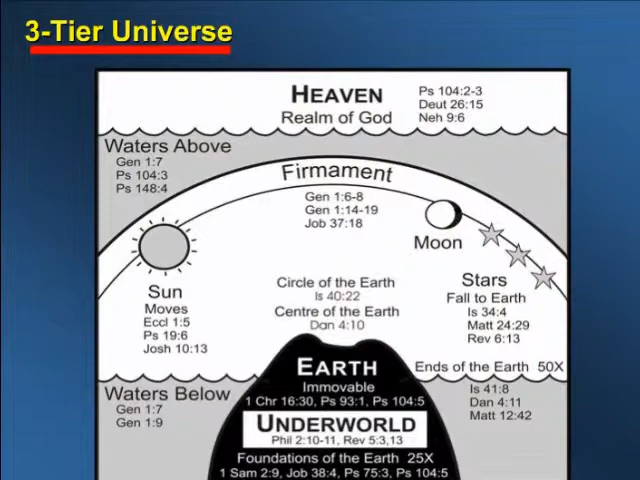 3-Tier Universe
HEAVEN
Realm of God
Ps 104:2-3
Deut 26:15
Neh 9:6
Waters Above
Gen 1:7
Ps 104:3
Ps 148:4
Firmament
Gen 1:6-8
Gen 1:14-19
Job 37:18
Moon
Sun
Moves
Eccl 1:5
Ps 19:6
Josh 10:13
Circle of the Earth
Is 40:22
Centre of the Earth
Dan 4:10
Stars
Fall to Earth
Is 34:4
Matt 24:29
Rev 6:13
EARTH
Immovable
1 Chr 16:30, Ps 93:1, Ps 104:5
Ends of the Earth 50X
Is 41:8
Dan 4:11
Matt 12:42
Waters Below
Gen 1:7
Gen 1:9
UNDERWORLD
Phil 2:10-11, Rev 5:3,13
Foundations of the Earth 25X
1 Sam 2:9, Job 38:4, Ps 75:3, Ps 104:5